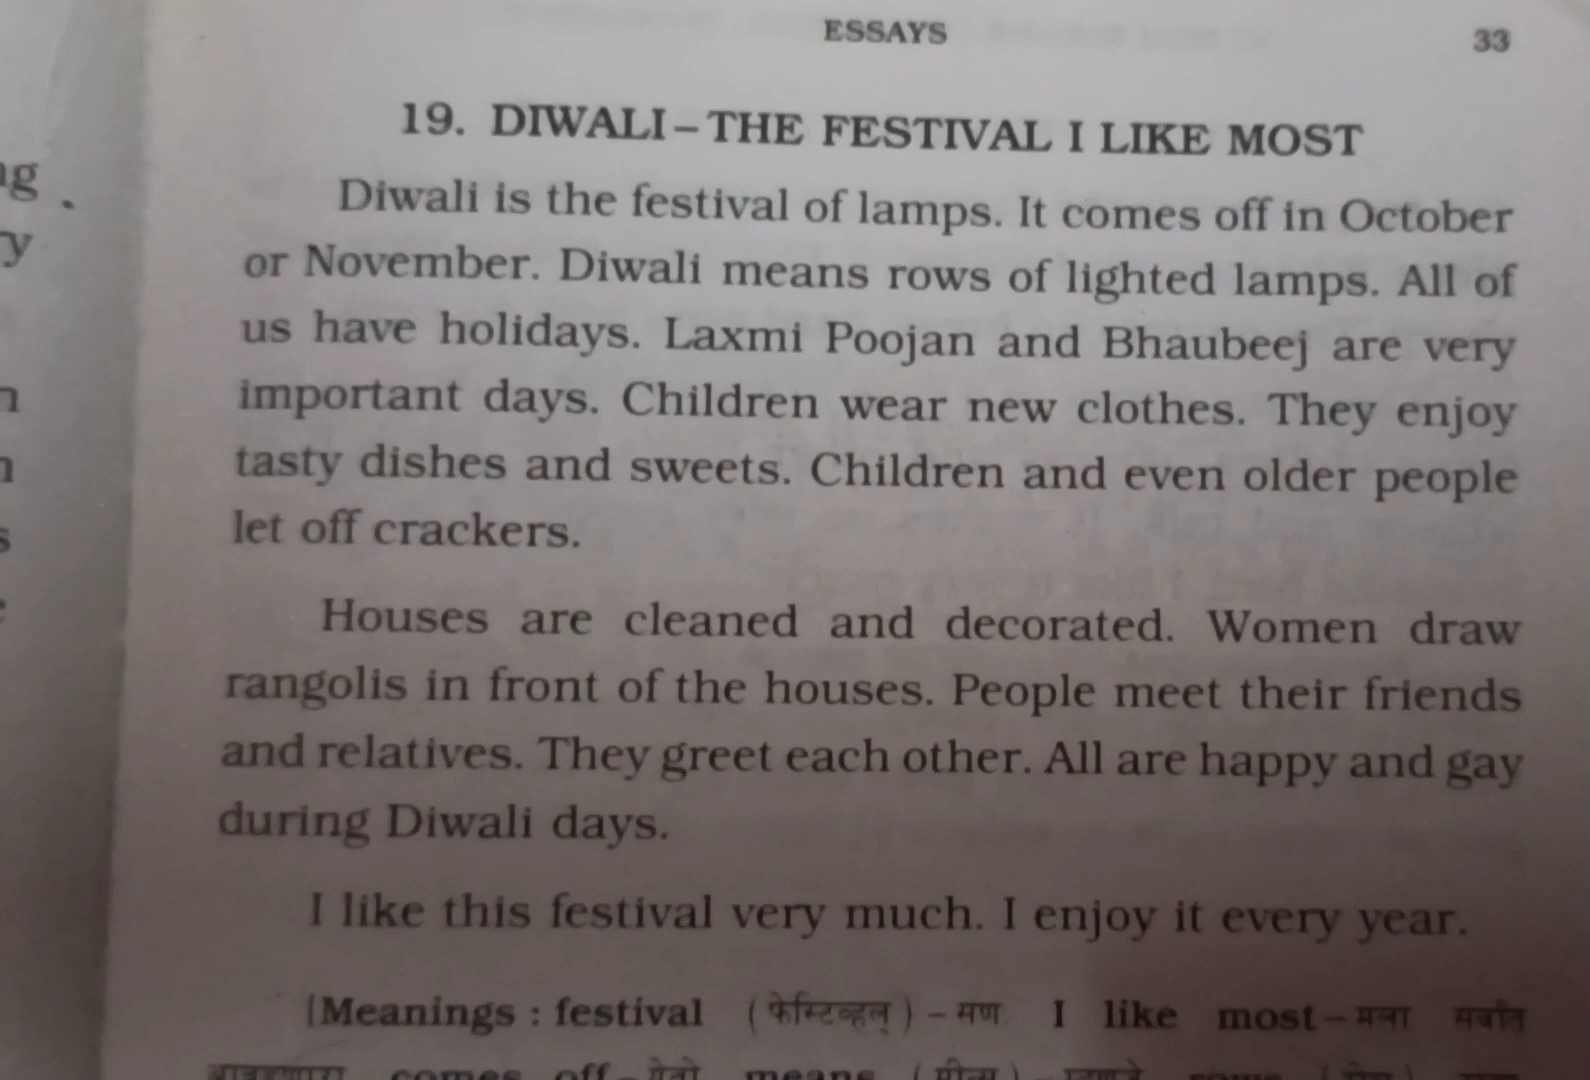 ESSAYS 33
19. DIWALI – THE FESTIVAL I LIKE MOST
Diwali is the festival of lamps. It comes off in October
or November. Diwali means rows of lighted lamps. All of
us have holidays. Laxmi Poojan and Bhaubeej are very
important days. Children wear new clothes. They enjoy
tasty dishes and sweets. Children and even older people
let off crackers.
Houses are cleaned and decorated. Women draw
rangolis in front of the houses. People meet their friends
and relatives. They greet each other. All are happy and gay
during Diwali days.
I like this festival very much. I enjoy it every year.
[Meanings : festival (फेस्टिव्हल्) – सण I like most – मला सर्वांत
comes off – येतो means